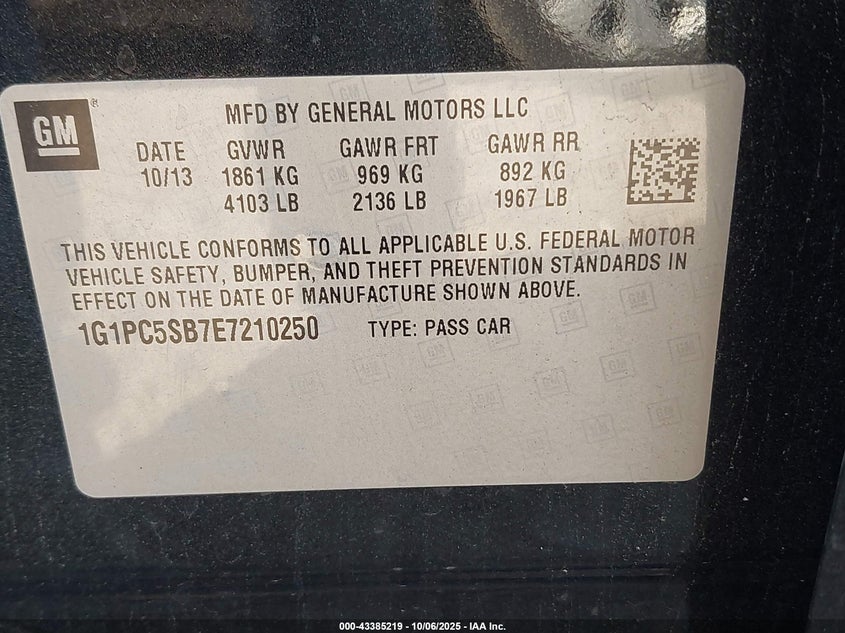 GM®
MFD BY GENERAL MOTORS LLC
DATE GVWR GAWR FRT GAWR RR
10/13 1861 KG 969 KG 892 KG
4103 LB 2136 LB 1967 LB
THIS VEHICLE CONFORMS TO ALL APPLICABLE U.S. FEDERAL MOTOR
VEHICLE SAFETY, BUMPER, AND THEFT PREVENTION STANDARDS IN
EFFECT ON THE DATE OF MANUFACTURE SHOWN ABOVE.
1G1PC5SB7E7210250 TYPE: PASS CAR
000-43385219 - 10/06/2025 - IAA Inc.